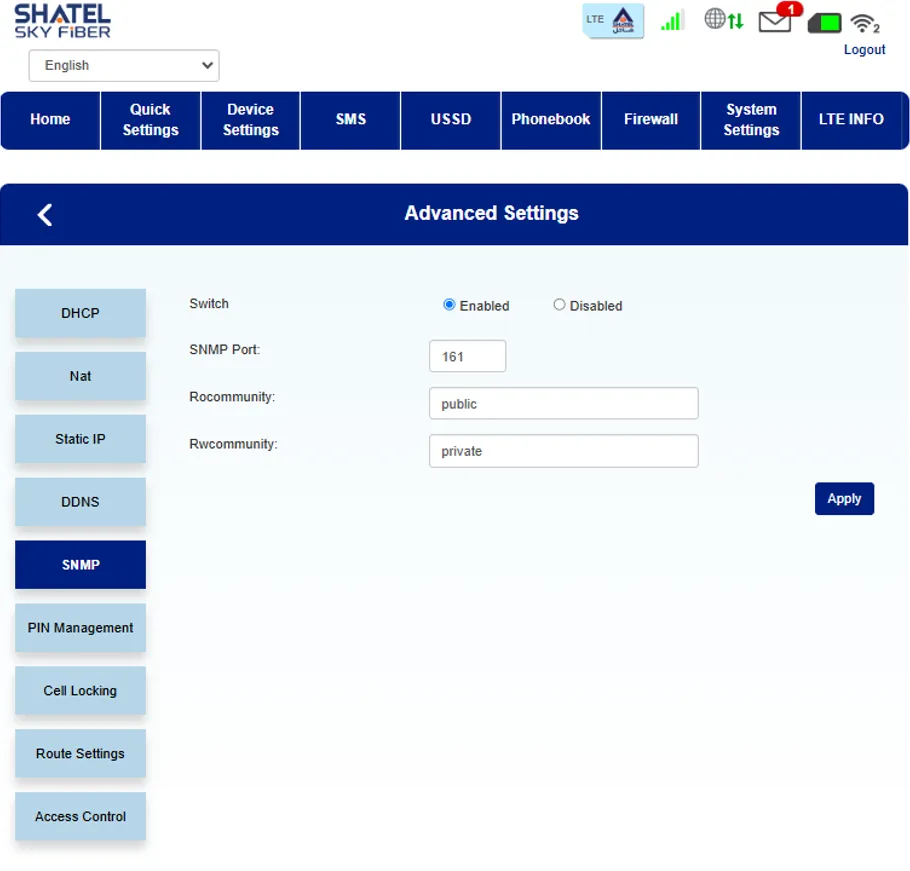 SHATEL
SKY FiBER
LTE
شاتل
1
2
Logout
English
Home
Quick Settings
Device Settings
SMS
USSD
Phonebook
Firewall
System Settings
LTE INFO
Advanced Settings
DHCP
Nat
Static IP
DDNS
SNMP
PIN Management
Cell Locking
Route Settings
Access Control
Switch
Enabled
Disabled
SNMP Port:
161
Rocommunity:
public
Rwcommunity:
private
Apply